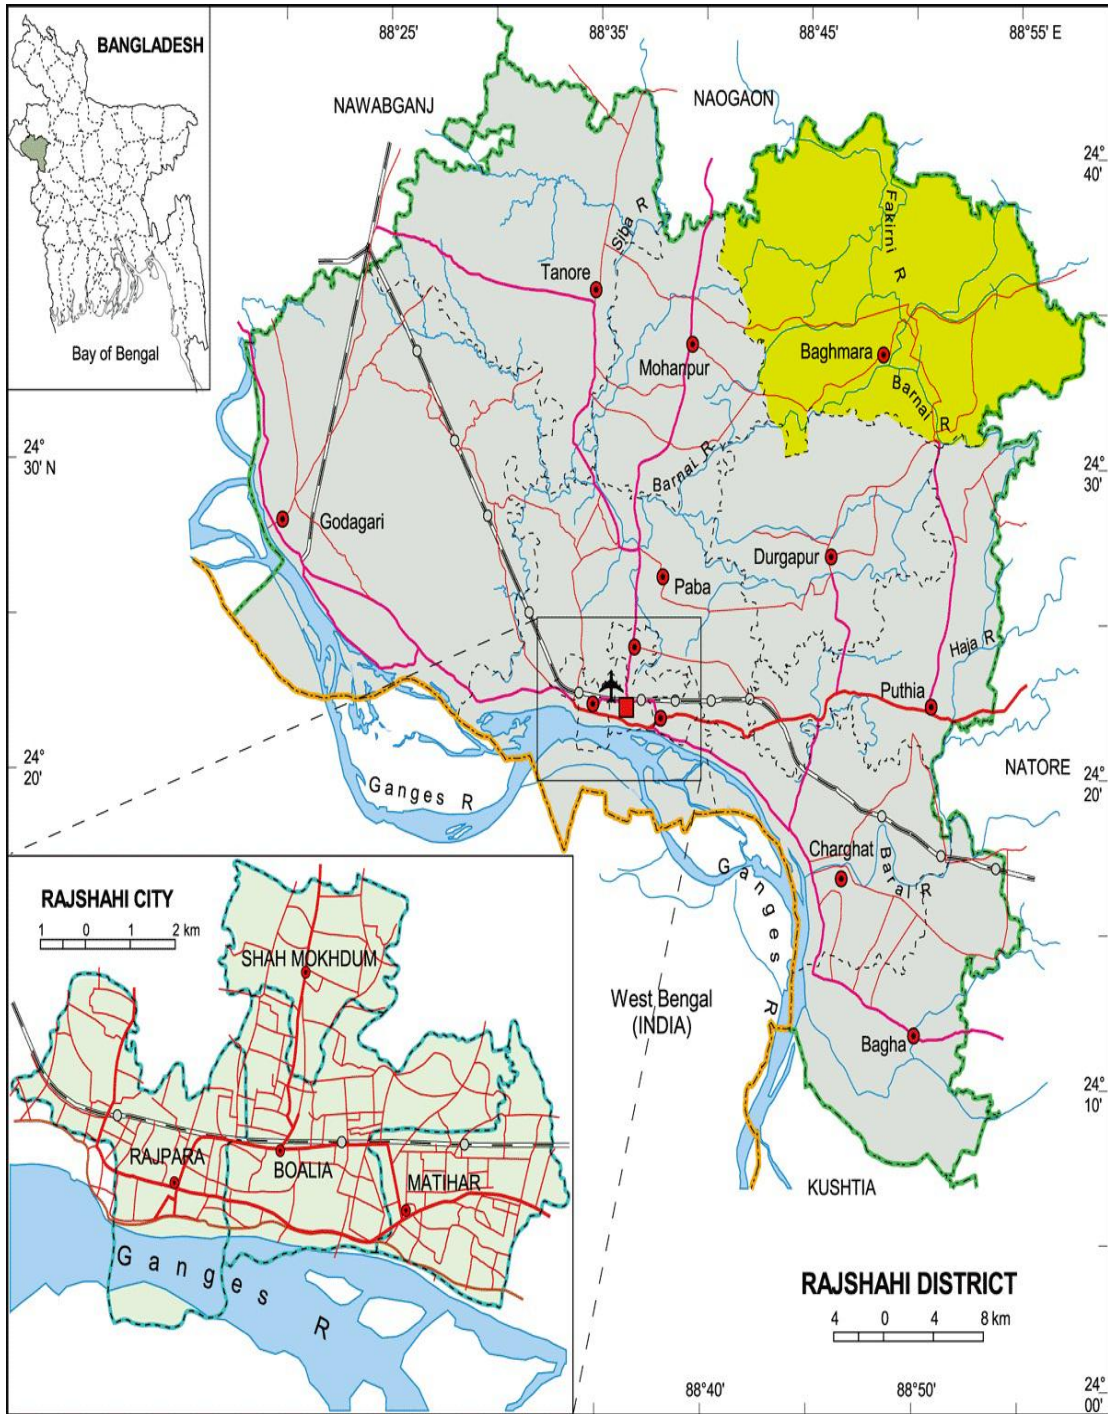 88°25'
88°35'
88°45'
88°55' E
BANGLADESH
Bay of Bengal
NAWABGANJ
NAOGAON
24°
40'
Fakirni R
Siba R
Tanore
Mohanpur
Baghmara
Barnai R
24°
30' N
24°
30'
Barnai R
Godagari
Durgapur
Paba
Haja R
Puthia
NATORE
24°
20'
24°
20'
Ganges R
Charghat
Baral R
Ganges R
West Bengal
(INDIA)
Bagha
24°
10'
KUSHTIA
RAJSHAHI CITY
1 0 2 km
SHAH MOKHDUM
RAJPARA
BOALIA
MATIHAR
Ganges R
RAJSHAHI DISTRICT
4 0 4 8 km
88°40'
88°50'
24°
00'